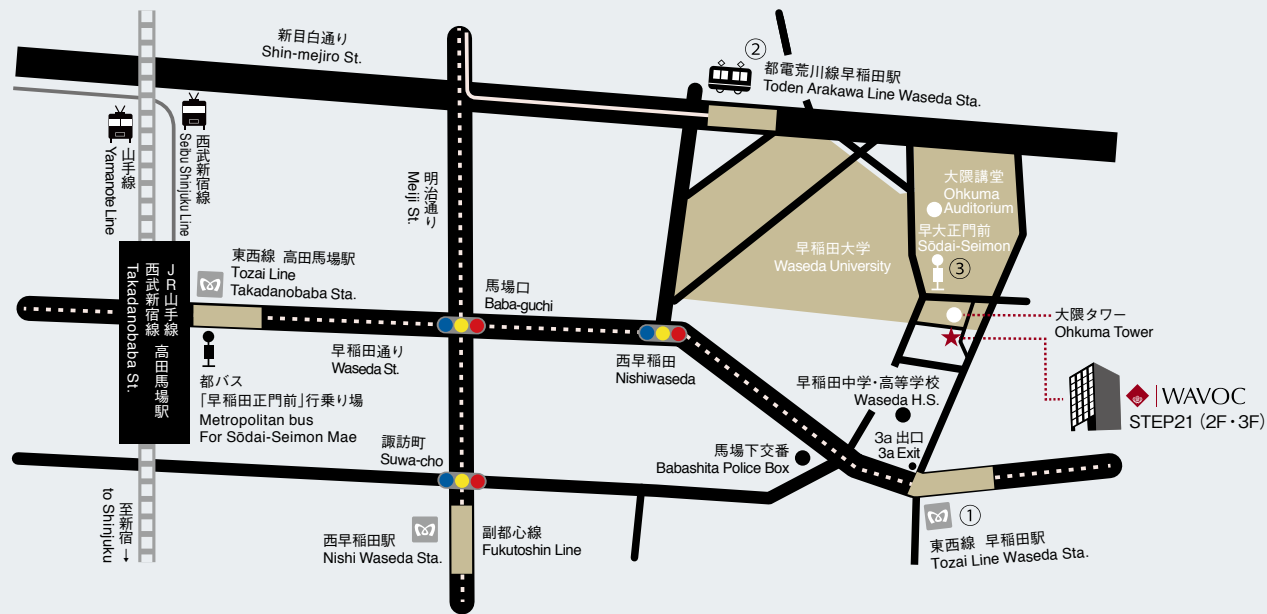 新目白通り
Shin-mejiro St.
②
都電荒川線早稲田駅
Toden Arakawa Line Waseda Sta.
山手線
Yamanote Line
西武新宿線
Seibu Shinjuku Line
明治通り
Meiji St.
大隈講堂
Ohkuma
Auditorium
早大正門前
Sōdai-Seimon
③
早稲田大学
Waseda University
東西線 高田馬場駅
Tozai Line
Takadanobaba Sta.
JR山手線
西武新宿線
高田馬場駅
Takadanobaba St.
馬場口
Baba-guchi
大隈タワー
Ohkuma Tower
早稲田通り
Waseda St.
西早稲田
Nishiwaseda
都バス
「早稲田正門前」行乗り場
Metropolitan bus
For Sōdai-Seimon Mae
早稲田中学・高等学校
Waseda H.S.
WAVOC
STEP21（2F・3F）
諏訪町
Suwa-cho
馬場下交番
Babashita Police Box
3a 出口
3a Exit
至新宿→
to Shinjuku
西早稲田駅
Nishi Waseda Sta.
副都心線
Fukutoshin Line
①
東西線 早稲田駅
Tozai Line Waseda Sta.